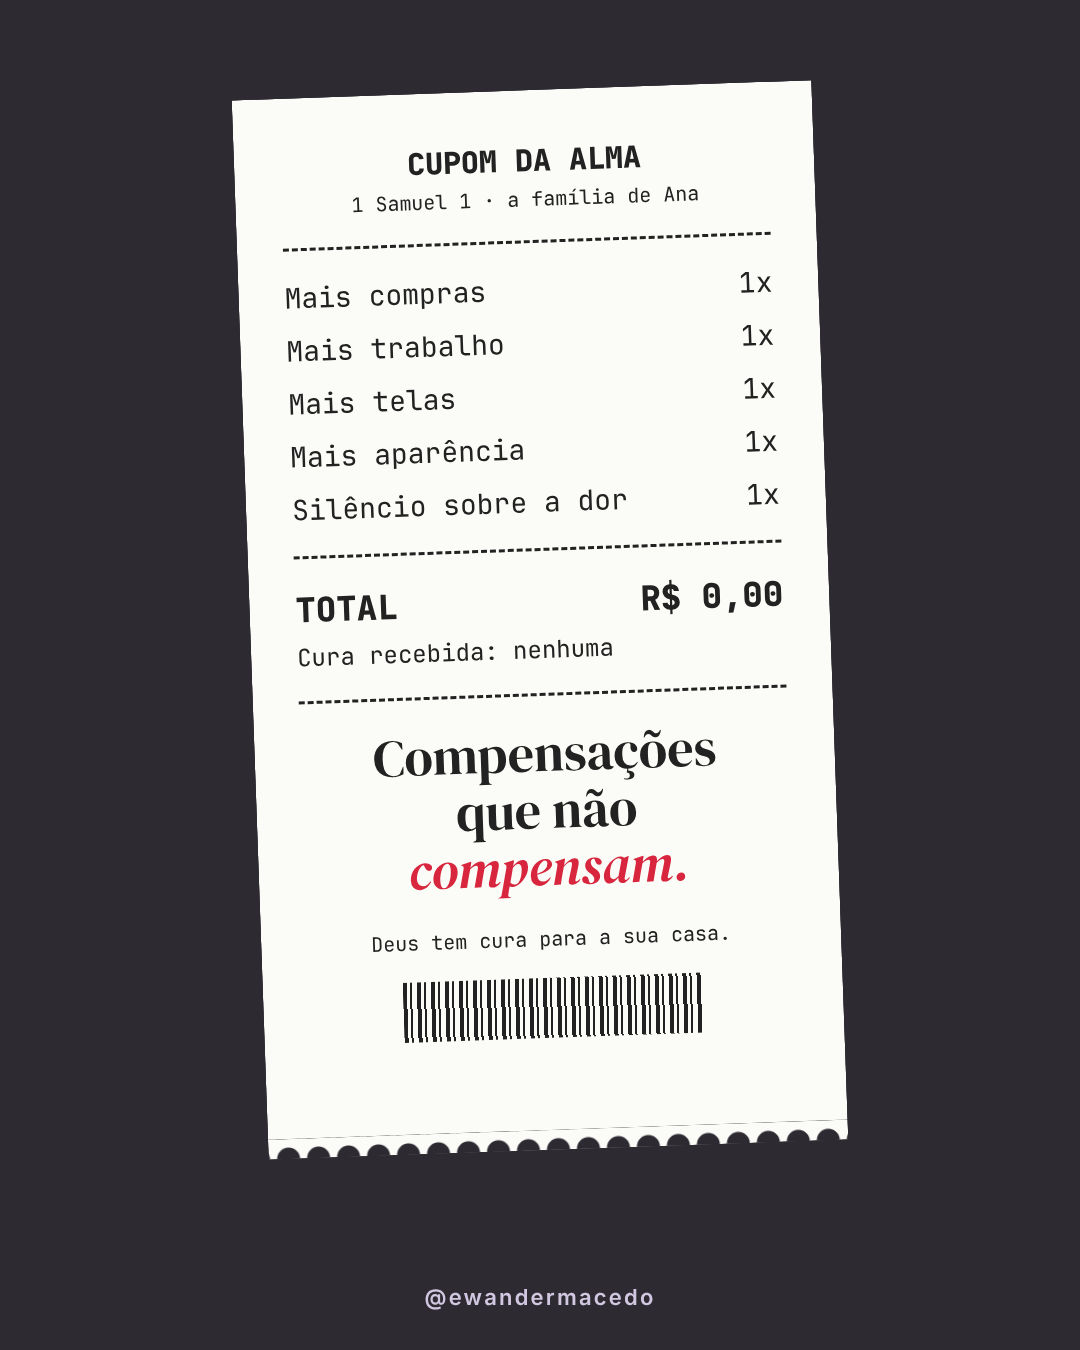 CUPOM DA ALMA
1 Samuel 1 · a família de Ana
Mais compras 1x
Mais trabalho 1x
Mais telas 1x
Mais aparência 1x
Silêncio sobre a dor 1x
TOTAL R$ 0,00
Cura recebida: nenhuma
Compensações
que não
compensam.
Deus tem cura para a sua casa.
@ewandermacedo